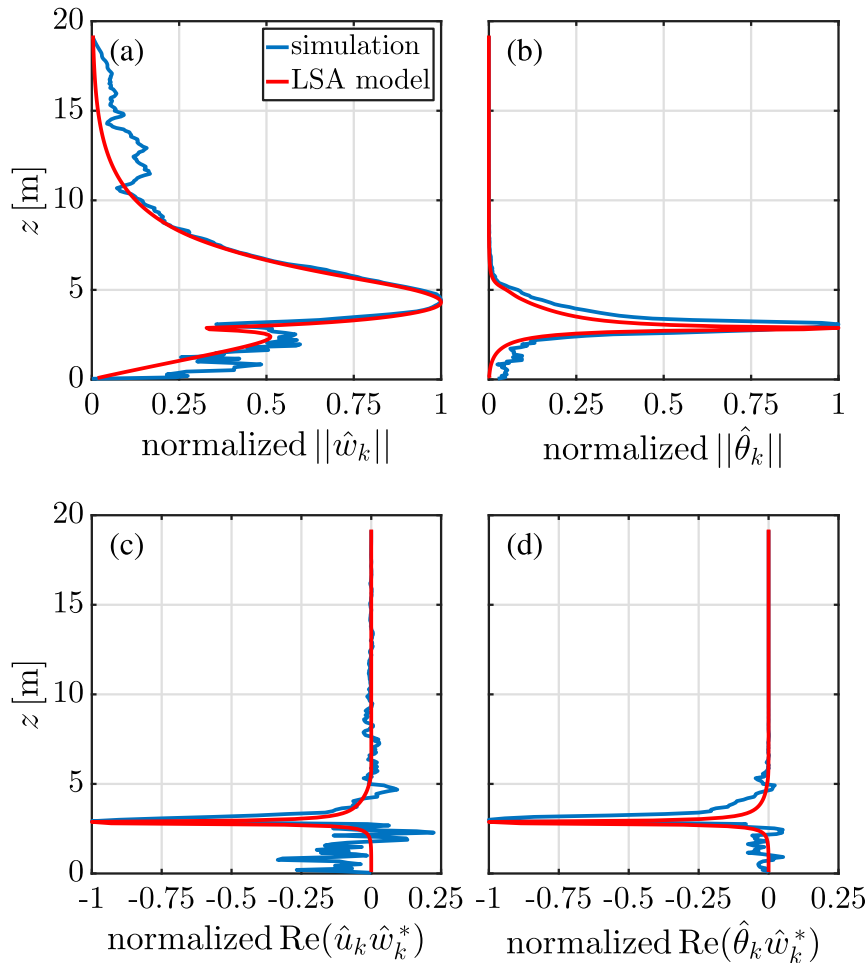 (a) simulation
LSA model
(b)
20
15
10
5
0
z [m]
0 0.25 0.5 0.75 1
normalized ||ŵ_k||
0 0.25 0.5 0.75 1
normalized ||θ̂_k||
(c)
(d)
20
15
10
5
0
z [m]
-1 -0.75 -0.5 -0.25 0 0.25
normalized Re(û_k ŵ_k^*)
-1 -0.75 -0.5 -0.25 0 0.25
normalized Re(θ̂_k ŵ_k^*)